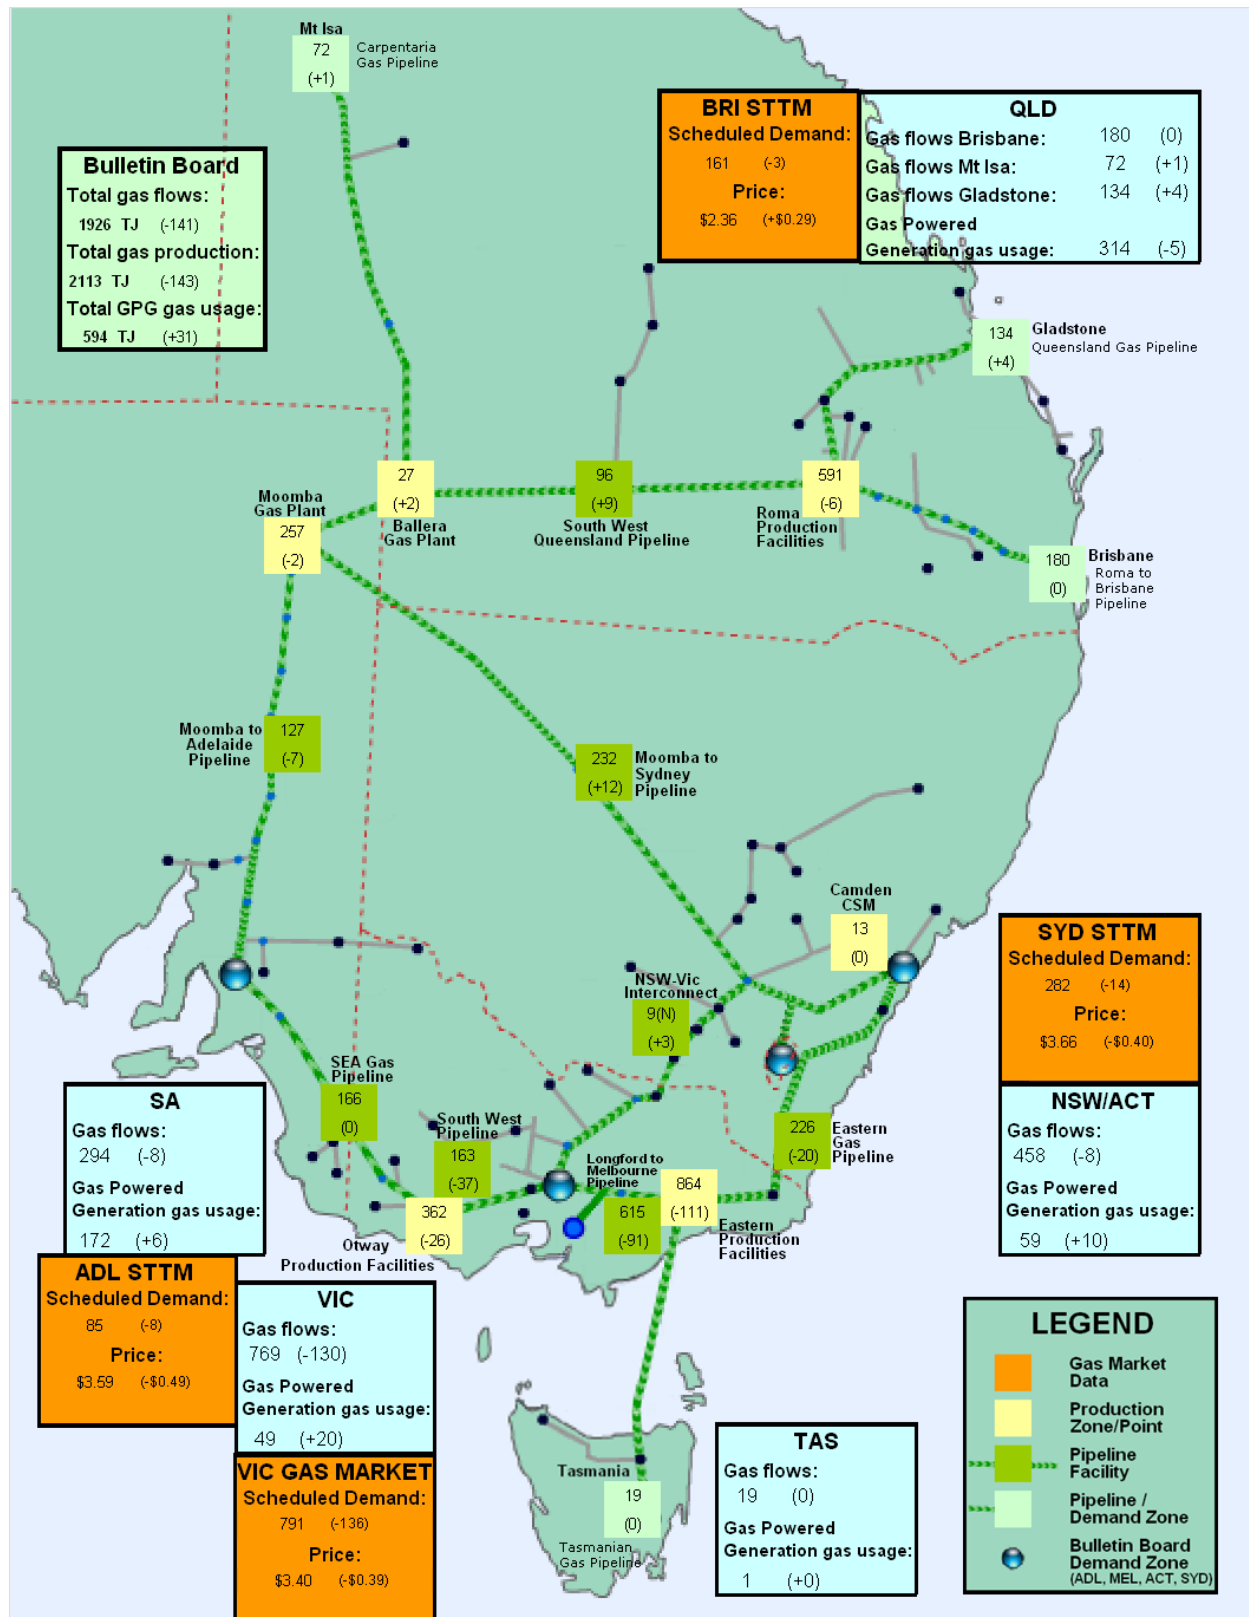 Mt Isa
72
(+1)
Carpentaria
Gas Pipeline
BRI STTM
Scheduled Demand:
161 (-3)
Price:
$2.36 (+$0.29)
QLD
Gas flows Brisbane: 180 (0)
Gas flows Mt Isa: 72 (+1)
Gas flows Gladstone: 134 (+4)
Gas Powered
Generation gas usage: 314 (-5)
Bulletin Board
Total gas flows:
1926 TJ (-141)
Total gas production:
2113 TJ (-143)
Total GPG gas usage:
594 TJ (+31)
134
(+4)
Gladstone
Queensland Gas Pipeline
27
(+2)
Ballera
Gas Plant
96
(+9)
South West
Queensland Pipeline
591
(-6)
Roma
Production
Facilities
Moomba
Gas Plant
257
(-2)
180
(0)
Brisbane
Roma to
Brisbane
Pipeline
Moomba to
Adelaide
Pipeline
127
(-7)
232
(+12)
Moomba to
Sydney
Pipeline
Camden
CSM
13
(0)
NSW-Vic
Interconnect
9(N)
(+3)
SYD STTM
Scheduled Demand:
282 (-14)
Price:
$3.66 (-$0.40)
SEA Gas
Pipeline
166
(0)
South West
Pipeline
163
(-37)
Longford to
Melbourne
Pipeline
615
(-91)
864
(-111)
Eastern
Production
Facilities
226
(-20)
Eastern
Gas
Pipeline
362
(-26)
Otway
Production Facilities
NSW/ACT
Gas flows:
458 (-8)
Gas Powered
Generation gas usage:
59 (+10)
SA
Gas flows:
294 (-8)
Gas Powered
Generation gas usage:
172 (+6)
ADL STTM
Scheduled Demand:
85 (-8)
Price:
$3.59 (-$0.49)
VIC
Gas flows:
769 (-130)
Gas Powered
Generation gas usage:
49 (+20)
VIC GAS MARKET
Scheduled Demand:
791 (-136)
Price:
$3.40 (-$0.39)
Tasmania
19
(0)
Tasmanian
Gas Pipeline
TAS
Gas flows:
19 (0)
Gas Powered
Generation gas usage:
1 (+0)
LEGEND
Gas Market
Data
Production
Zone/Point
Pipeline
Facility
Pipeline /
Demand Zone
Bulletin Board
Demand Zone
(ADL, MEL, ACT, SYD)